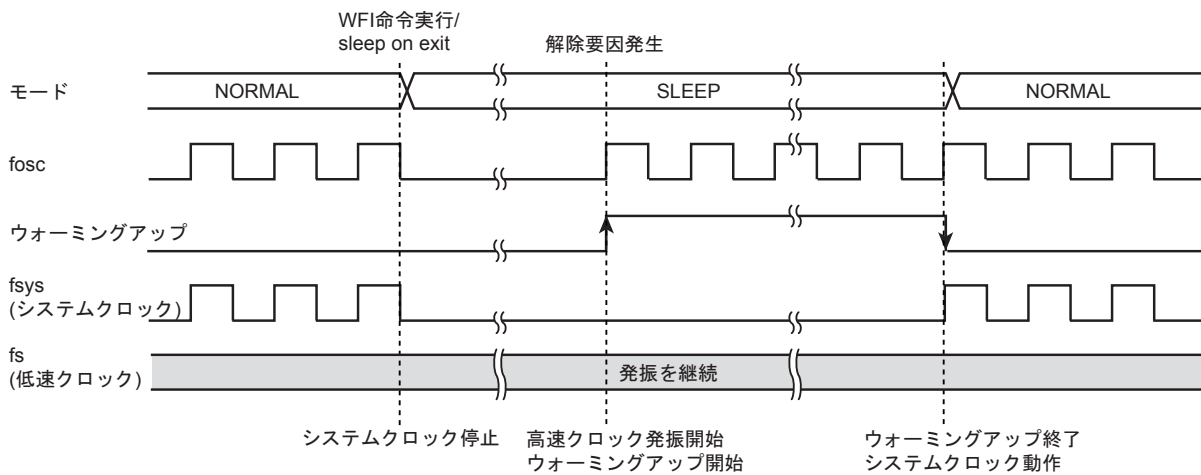 WFI命令実行/
sleep on exit
解除要因発生
モード
NORMAL
SLEEP
NORMAL
fosc
ウォーミングアップ
fsys
(システムクロック)
fs
(低速クロック)
発振を継続
システムクロック停止
高速クロック発振開始
ウォーミングアップ開始
ウォーミングアップ終了
システムクロック動作